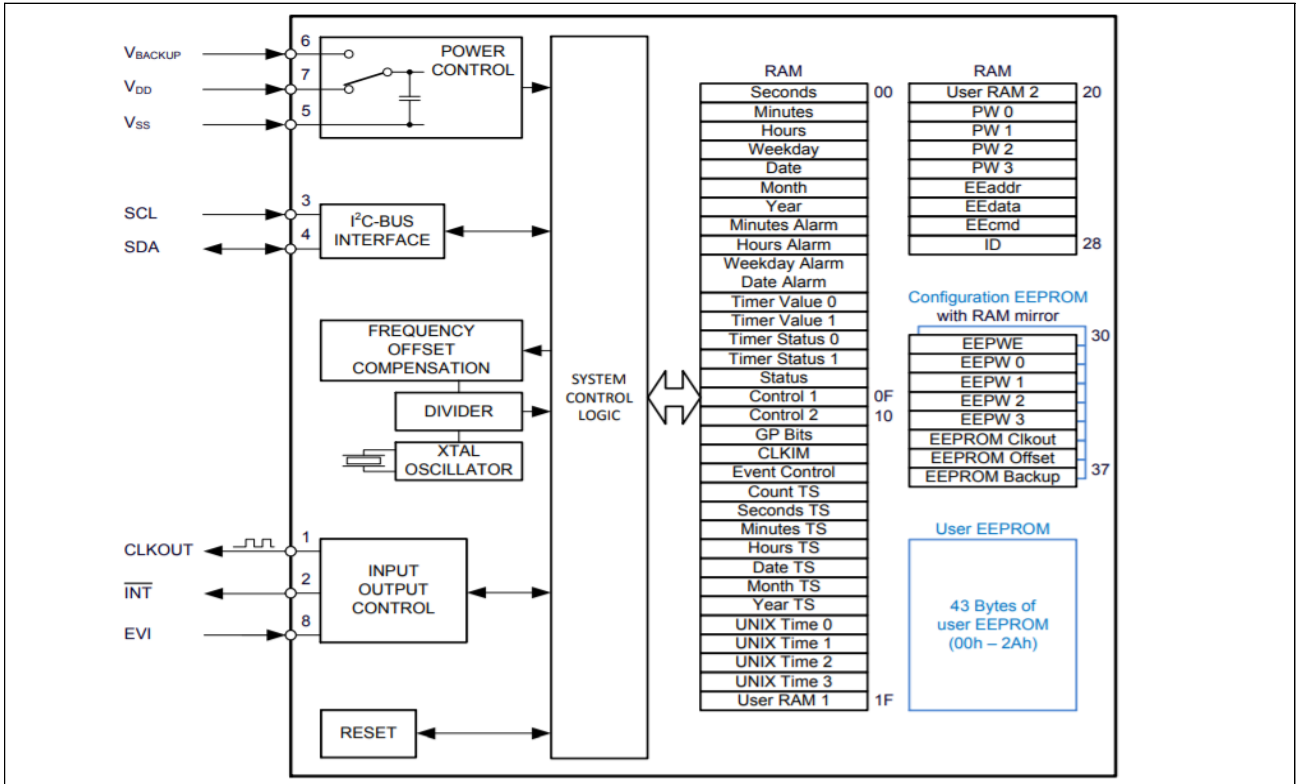 V_BACKUP
6
V_DD
7
V_SS
5
POWER
CONTROL
SCL
3
SDA
4
I²C-BUS
INTERFACE
FREQUENCY
OFFSET
COMPENSATION
DIVIDER
XTAL
OSCILLATOR
CLKOUT
1
INT
2
EVI
8
INPUT
OUTPUT
CONTROL
RESET
SYSTEM
CONTROL
LOGIC
RAM
Seconds 00
Minutes
Hours
Weekday
Date
Month
Year
Minutes Alarm
Hours Alarm
Weekday Alarm
Date Alarm
Timer Value 0
Timer Value 1
Timer Status 0
Timer Status 1
Status
Control 1 0F
Control 2 10
GP Bits
CLKIM
Event Control
Count TS
Seconds TS
Minutes TS
Hours TS
Date TS
Month TS
Year TS
UNIX Time 0
UNIX Time 1
UNIX Time 2
UNIX Time 3
User RAM 1 1F
RAM
User RAM 2 20
PW 0
PW 1
PW 2
PW 3
EEaddr
EEdata
EEcmd
ID 28
Configuration EEPROM
with RAM mirror
30
EEPWE
EEPW 0
EEPW 1
EEPW 2
EEPW 3
EEPROM Clkout
EEPROM Offset
EEPROM Backup 37
User EEPROM
43 Bytes of
user EEPROM
(00h – 2Ah)